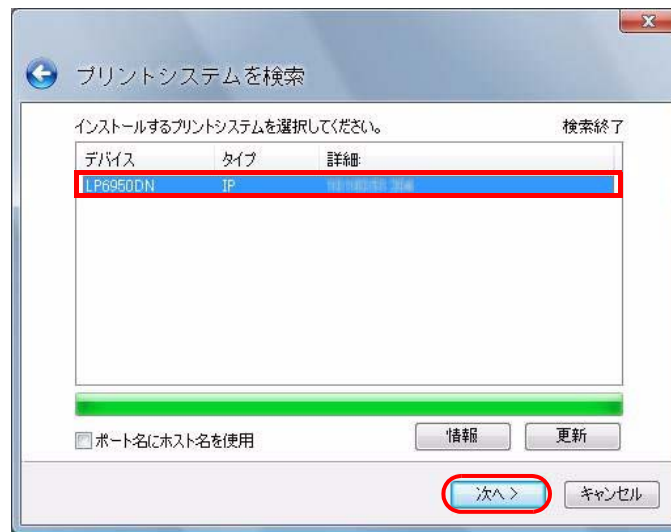 プリントシステムを検索
インストールするプリントシステムを選択してください。 検索終了
デバイス タイプ 詳細:
LP6950DN IP
ポート名にホスト名を使用 情報 更新
次へ > キャンセル